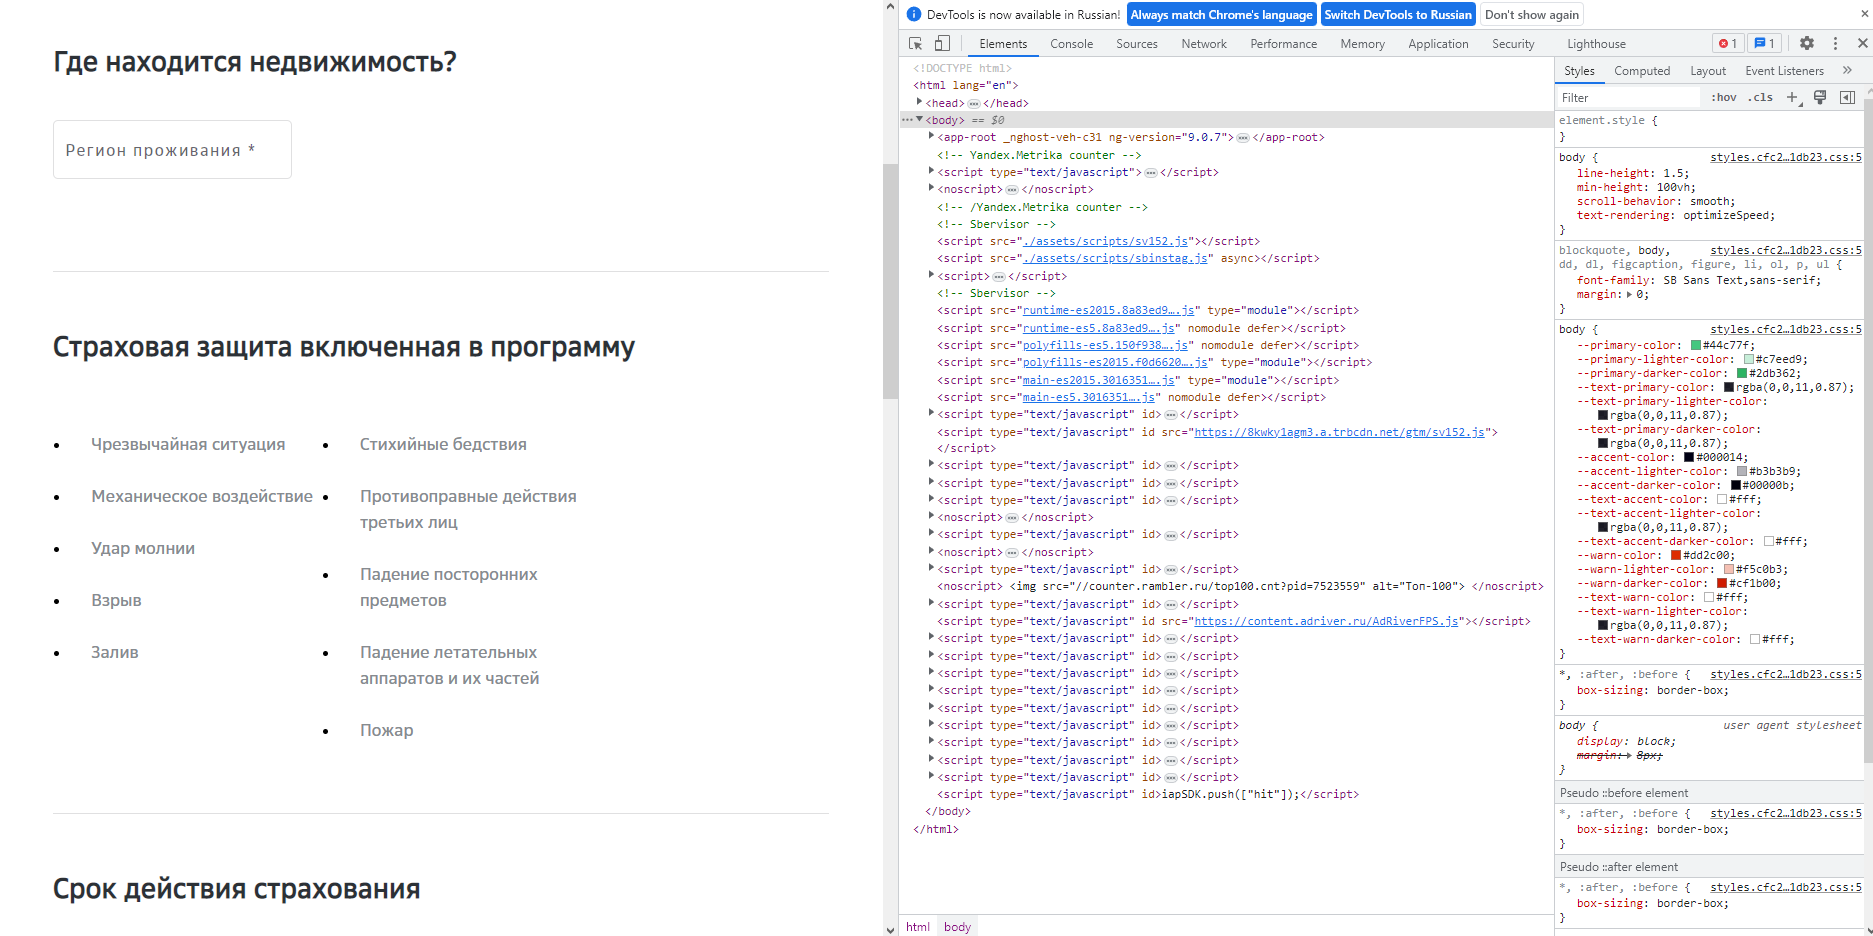 Где находится недвижимость?
Регион проживания *
Страховая защита включенная в программу
Чрезвычайная ситуация
Механическое воздействие
Удар молнии
Взрыв
Залив
Стихийные бедствия
Противоправные действия
третьих лиц
Падение посторонних
предметов
Падение летательных
аппаратов и их частей
Пожар
Срок действия страхования
DevTools is now available in Russian! Always match Chrome's language Switch DevTools to Russian Don't show again
Elements Console Sources Network Performance Memory Application Security Lighthouse 1 1
<!DOCTYPE html>
<html lang="en">
<head>…</head>
…<body> == $0
<app-root _nghost-veh-c31 ng-version="9.0.7">…</app-root>
<!-- Yandex.Metrika counter -->
<script type="text/javascript">…</script>
<noscript>…</noscript>
<!-- /Yandex.Metrika counter -->
<!-- Sbervisor -->
<script src="./assets/scripts/sv152.js"></script>
<script src="./assets/scripts/sbinstag.js" async></script>
<script>…</script>
<!-- Sbervisor -->
<script src="runtime-es2015.8a83ed9….js" type="module"></script>
<script src="runtime-es5.8a83ed9….js" nomodule defer></script>
<script src="polyfills-es5.150f938….js" nomodule defer></script>
<script src="polyfills-es2015.f0d6620….js" type="module"></script>
<script src="main-es2015.3016351….js" type="module"></script>
<script src="main-es5.3016351….js" nomodule defer></script>
<script type="text/javascript" id>…</script>
<script type="text/javascript" id src="https://8kwky1agm3.a.trbcdn.net/gtm/sv152.js">
</script>
<script type="text/javascript" id>…</script>
<script type="text/javascript" id>…</script>
<script type="text/javascript" id>…</script>
<noscript>…</noscript>
<script type="text/javascript" id>…</script>
<noscript>…</noscript>
<script type="text/javascript" id>…</script>
<noscript> <img src="//counter.rambler.ru/top100.cnt?pid=7523559" alt="Топ-100"> </noscript>
<script type="text/javascript" id>…</script>
<script type="text/javascript" id src="https://content.adriver.ru/AdRiverFPS.js"></script>
<script type="text/javascript" id>…</script>
<script type="text/javascript" id>…</script>
<script type="text/javascript" id>…</script>
<script type="text/javascript" id>…</script>
<script type="text/javascript" id>…</script>
<script type="text/javascript" id>…</script>
<script type="text/javascript" id>…</script>
<script type="text/javascript" id>…</script>
<script type="text/javascript" id>…</script>
<script type="text/javascript" id>iapSDK.push(["hit"]);</script>
</body>
</html>
html body
Styles Computed Layout Event Listeners »
Filter :hov .cls +
element.style {
}
body { styles.cfc2…1db23.css:5
line-height: 1.5;
min-height: 100vh;
scroll-behavior: smooth;
text-rendering: optimizeSpeed;
}
blockquote, body, styles.cfc2…1db23.css:5
dd, dl, figcaption, figure, li, ol, p, ul {
font-family: SB Sans Text,sans-serif;
margin: 0;
}
body { styles.cfc2…1db23.css:5
--primary-color: #44c77f;
--primary-lighter-color: #c7eed9;
--primary-darker-color: #2db362;
--text-primary-color: rgba(0,0,11,0.87);
--text-primary-lighter-color:
rgba(0,0,11,0.87);
--text-primary-darker-color:
rgba(0,0,11,0.87);
--accent-color: #000014;
--accent-lighter-color: #b3b3b9;
--accent-darker-color: #00000b;
--text-accent-color: #fff;
--text-accent-lighter-color:
rgba(0,0,11,0.87);
--text-accent-darker-color: #fff;
--warn-color: #dd2c00;
--warn-lighter-color: #f5c0b3;
--warn-darker-color: #cf1b00;
--text-warn-color: #fff;
--text-warn-lighter-color:
rgba(0,0,11,0.87);
--text-warn-darker-color: #fff;
}
*, :after, :before { styles.cfc2…1db23.css:5
box-sizing: border-box;
}
body { user agent stylesheet
display: block;
margin: 8px;
}
Pseudo ::before element
*, :after, :before { styles.cfc2…1db23.css:5
box-sizing: border-box;
}
Pseudo ::after element
*, :after, :before { styles.cfc2…1db23.css:5
box-sizing: border-box;
}